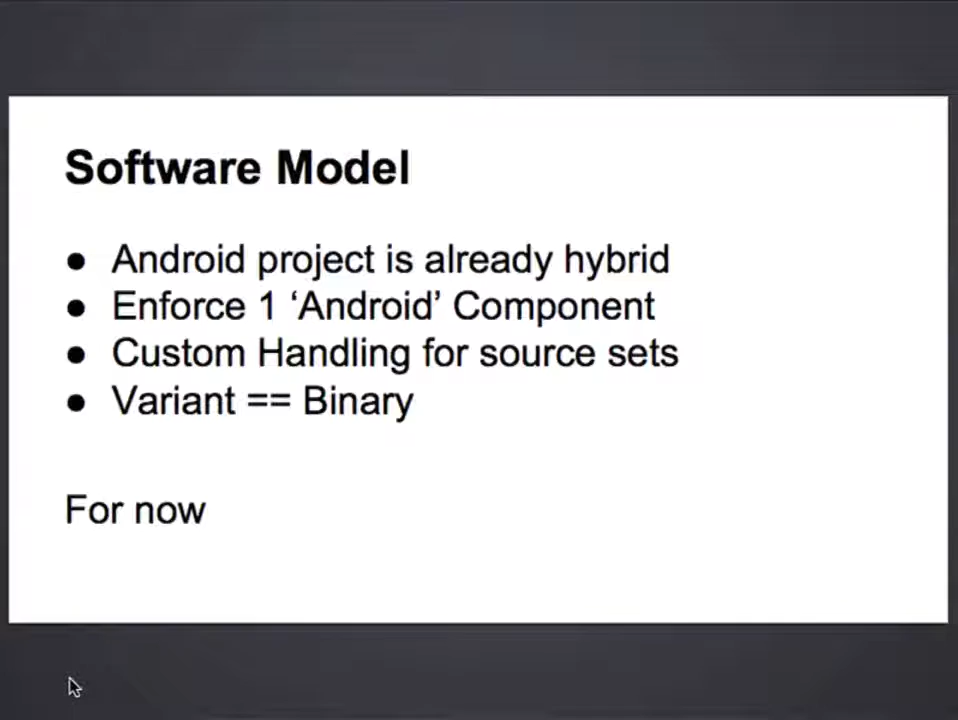 Software Model
● Android project is already hybrid
● Enforce 1 ‘Android’ Component
● Custom Handling for source sets
● Variant == Binary
For now